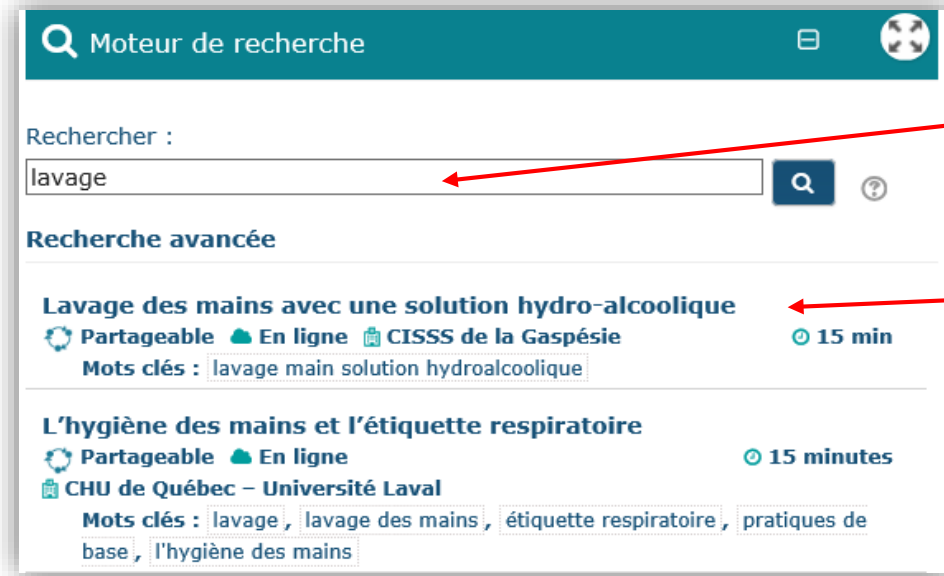 Moteur de recherche
Rechercher :
lavage
Recherche avancée
Lavage des mains avec une solution hydro-alcoolique
Partageable En ligne CISSS de la Gaspésie 15 min
Mots clés : lavage main solution hydroalcoolique
L’hygiène des mains et l’étiquette respiratoire
Partageable En ligne 15 minutes
CHU de Québec – Université Laval
Mots clés : lavage , lavage des mains , étiquette respiratoire , pratiques de
base , l'hygiène des mains